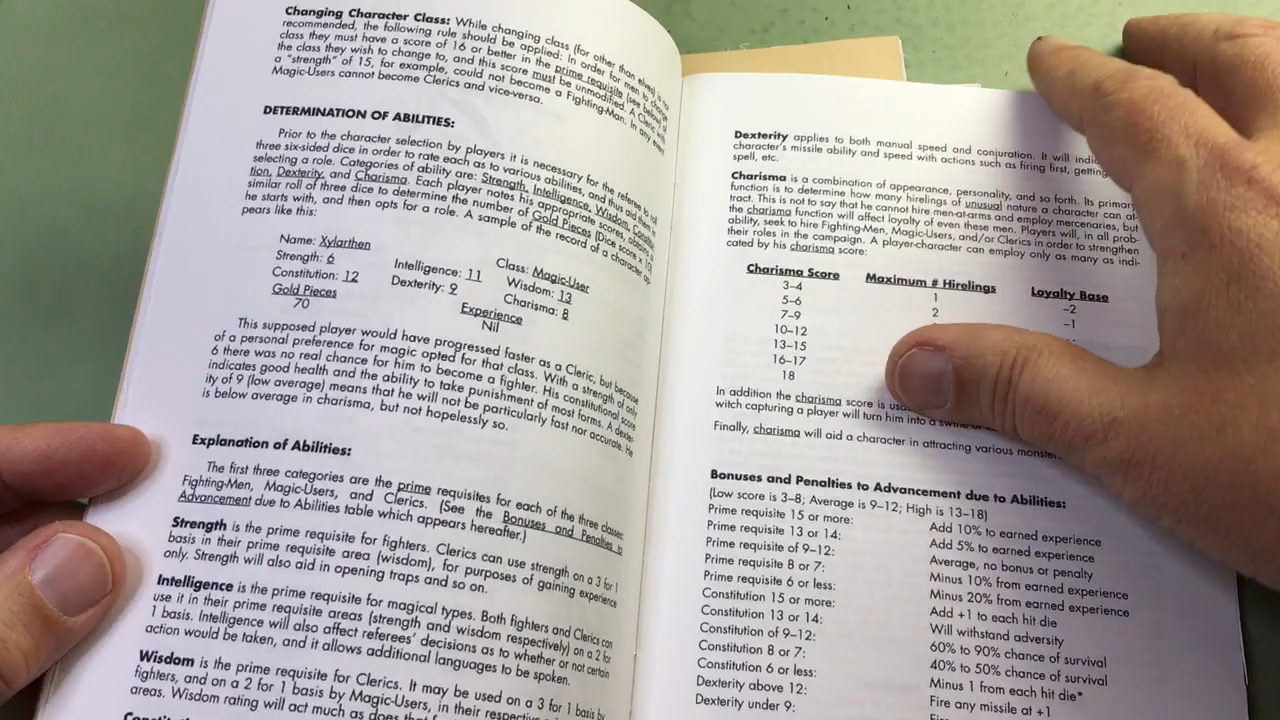 Changing Character Class: While changing class (for other than elves) is not
recommended, the following rule should be applied: In order for men to change
class they must have a score of 16 or better in the prime requisite (see below) of
the class they wish to change to, and this score must be unmodified. A Cleric with
a "strength" of 15, for example, could not become a Fighting-Man. In any event
Magic-Users cannot become Clerics and vice-versa.
DETERMINATION OF ABILITIES:
Prior to the character selection by players it is necessary for the referee to roll
three six-sided dice in order to rate each as to various abilities, and thus aid them in
selecting a role. Categories of ability are: Strength, Intelligence, Wisdom, Constitu-
tion, Dexterity, and Charisma. Each player notes his appropriate scores, obtains a
similar roll of three dice to determine the number of Gold Pieces (Dice score x 10)
he starts with, and then opts for a role. A sample of the record of a character ap-
pears like this:
Name: Xylarthen Class: Magic-User
Strength: 6 Intelligence: 11 Wisdom: 13
Constitution: 12 Dexterity: 9 Charisma: 8
Gold Pieces Experience
70 Nil
This supposed player would have progressed faster as a Cleric, but because
of a personal preference for magic opted for that class. With a strength of only
6 there was no real chance for him to become a fighter. His constitutional score
indicates good health and the ability to take punishment of most forms. A dexter-
ity of 9 (low average) means that he will not be particularly fast nor accurate. He
is below average in charisma, but not hopelessly so.
Explanation of Abilities:
The first three categories are the prime requisites for each of the three classes:
Fighting-Men, Magic-Users, and Clerics. (See the Bonuses and Penalties to
Advancement due to Abilities table which appears hereafter.)
Strength is the prime requisite for fighters. Clerics can use strength on a 3 for 1
basis in their prime requisite area (wisdom), for purposes of gaining experience
only. Strength will also aid in opening traps and so on.
Intelligence is the prime requisite for magical types. Both fighters and Clerics can
use it in their prime requisite areas (strength and wisdom respectively) on a 2 for
1 basis. Intelligence will also affect referees' decisions as to whether or not certain
action would be taken, and it allows additional languages to be spoken.
Wisdom is the prime requisite for Clerics. It may be used on a 3 for 1 basis by
fighters, and on a 2 for 1 basis by Magic-Users, in their respective
areas. Wisdom rating will act much as does that
Dexterity applies to both manual speed and conjuration. It will
character's missile ability and speed with actions such as firing first, getting
spell, etc.
Charisma is a combination of appearance, personality, and so forth. Its primary
function is to determine how many hirelings of unusual nature a character can at-
tract. This is not to say that he cannot hire men-at-arms and employ mercenaries, but
the charisma function will affect loyalty of even these men. Players will, in all prob-
ability, seek to hire Fighting-Men, Magic-Users, and/or Clerics in order to strengthen
their roles in the campaign. A player-character can employ only as many as indi-
cated by his charisma score:
Charisma Score Maximum # Hirelings Loyalty Base
3–4 1 –2
5–6 2 –1
7–9
10–12
13–15
16–17
18
In addition the charisma score is
witch capturing a player will turn him into a
Finally, charisma will aid a character in attracting various
Bonuses and Penalties to Advancement due to Abilities:
(Low score is 3–8; Average is 9–12; High is 13–18)
Prime requisite 15 or more: Add 10% to earned experience
Prime requisite 13 or 14: Add 5% to earned experience
Prime requisite of 9–12: Average, no bonus or penalty
Prime requisite 8 or 7: Minus 10% from earned experience
Prime requisite 6 or less: Minus 20% from earned experience
Constitution 15 or more: Add +1 to each hit die
Constitution 13 or 14: Will withstand adversity
Constitution of 9–12: 60% to 90% chance of survival
Constitution 8 or 7: 40% to 50% chance of survival
Constitution 6 or less: Minus 1 from each hit die*
Dexterity above 12: Fire any missile at +1
Dexterity under 9: